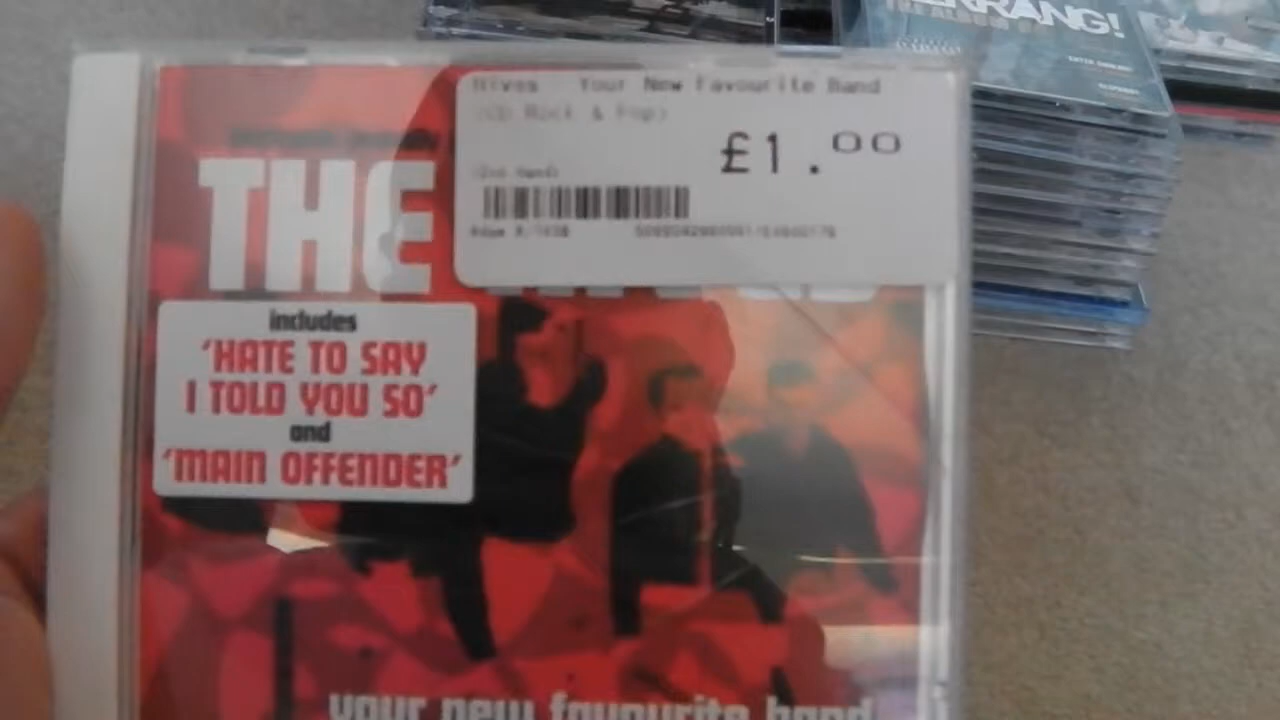 KERRANG!
Hives Your New Favourite Band
(CD Rock & Pop)
£1.00
(2nd Hand)
THE
includes
'HATE TO SAY
I TOLD YOU SO'
and
'MAIN OFFENDER'
your new favourite band